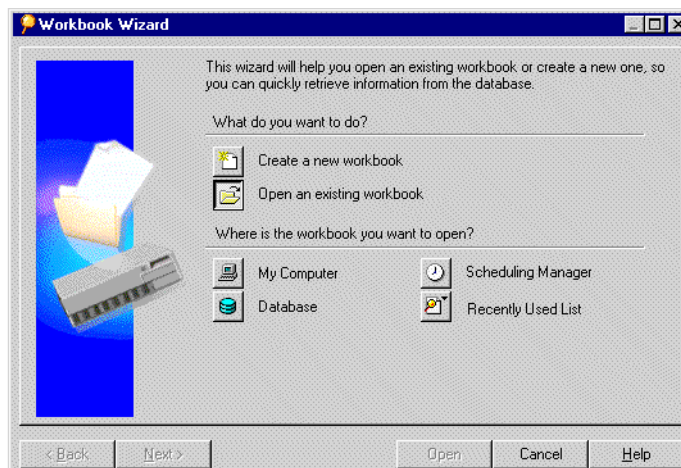 Workbook Wizard
This wizard will help you open an existing workbook or create a new one, so
you can quickly retrieve information from the database.
What do you want to do?
Create a new workbook
Open an existing workbook
Where is the workbook you want to open?
My Computer
Scheduling Manager
Database
Recently Used List
< Back
Next >
Open
Cancel
Help